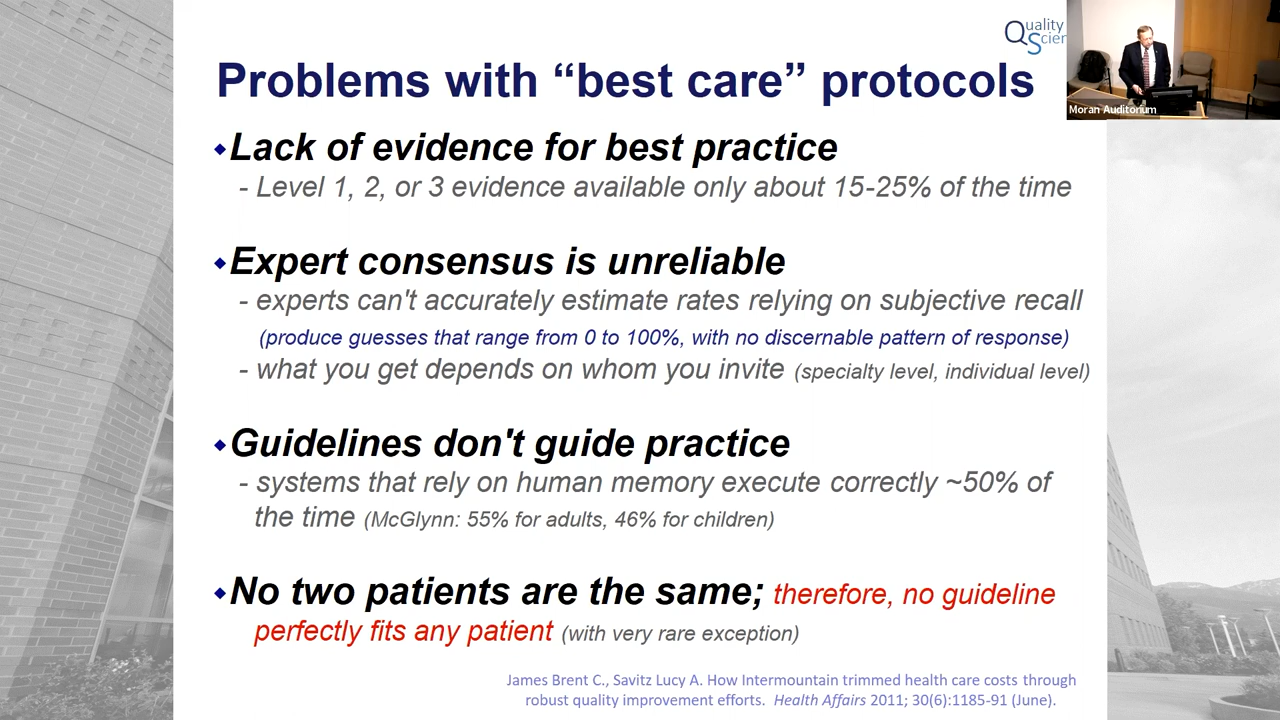 Quality
Scien
Problems with “best care” protocols
Moran Auditorium
Lack of evidence for best practice
- Level 1, 2, or 3 evidence available only about 15-25% of the time
Expert consensus is unreliable
- experts can't accurately estimate rates relying on subjective recall
(produce guesses that range from 0 to 100%, with no discernable pattern of response)
- what you get depends on whom you invite (specialty level, individual level)
Guidelines don't guide practice
- systems that rely on human memory execute correctly ~50% of
the time (McGlynn: 55% for adults, 46% for children)
No two patients are the same; therefore, no guideline
perfectly fits any patient (with very rare exception)
James Brent C., Savitz Lucy A. How Intermountain trimmed health care costs through
robust quality improvement efforts. Health Affairs 2011; 30(6):1185-91 (June).